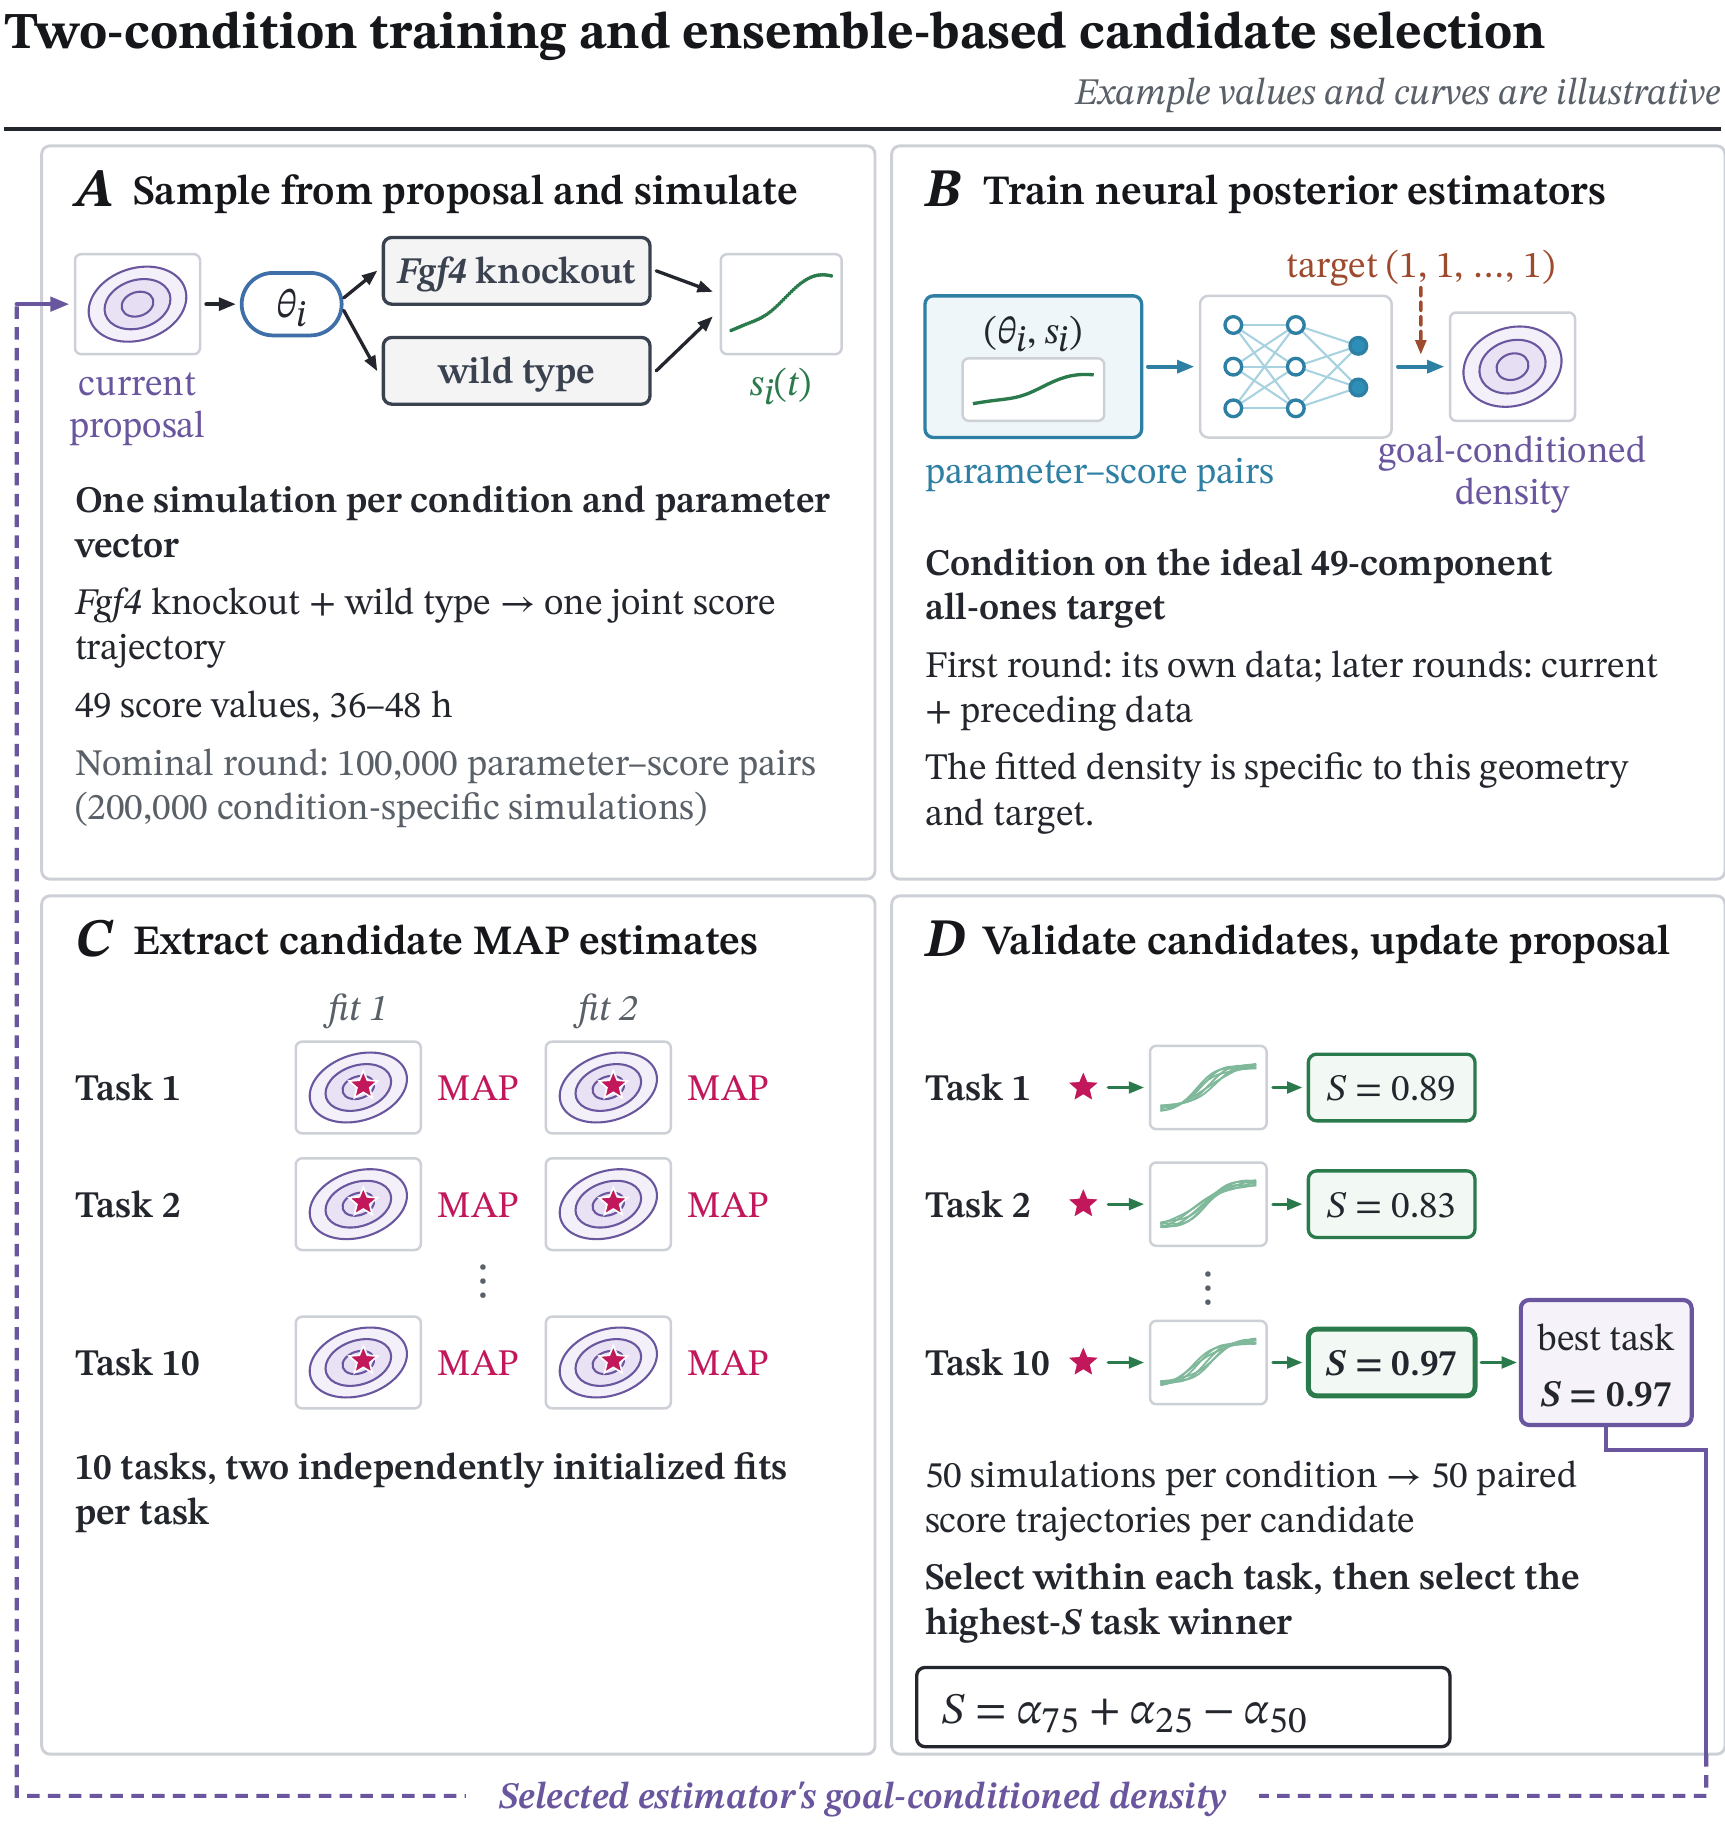 Two-condition training and ensemble-based candidate selection
Example values and curves are illustrative
A Sample from proposal and simulate
θi
Fgf4 knockout
wild type
current
proposal
si(t)
One simulation per condition and parameter
vector
Fgf4 knockout + wild type → one joint score
trajectory
49 score values, 36–48 h
Nominal round: 100,000 parameter–score pairs
(200,000 condition-specific simulations)
B Train neural posterior estimators
target (1, 1, ..., 1)
(θi, si)
parameter–score pairs
goal-conditioned
density
Condition on the ideal 49-component
all-ones target
First round: its own data; later rounds: current
+ preceding data
The fitted density is specific to this geometry
and target.
C Extract candidate MAP estimates
fit 1 fit 2
Task 1 MAP MAP
Task 2 MAP MAP
⋮
Task 10 MAP MAP
10 tasks, two independently initialized fits
per task
D Validate candidates, update proposal
Task 1 S = 0.89
Task 2 S = 0.83
⋮
Task 10 S = 0.97
best task
S = 0.97
50 simulations per condition → 50 paired
score trajectories per candidate
Select within each task, then select the
highest-S task winner
S = α75 + α25 − α50
Selected estimator's goal-conditioned density